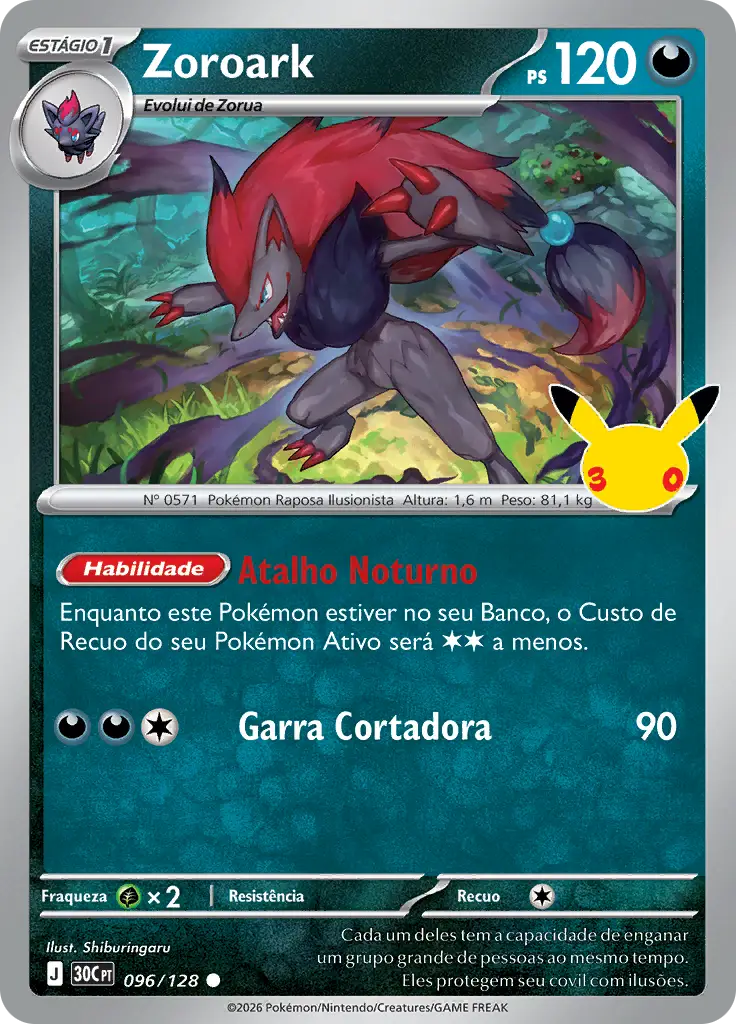 ESTÁGIO 1
Zoroark
PS 120
Evolui de Zorua
30
Nº 0571 Pokémon Raposa Ilusionista Altura: 1,6 m Peso: 81,1 kg
Habilidade Atalho Noturno
Enquanto este Pokémon estiver no seu Banco, o Custo de
Recuo do seu Pokémon Ativo será ✶✶ a menos.
Garra Cortadora 90
Fraqueza ×2 Resistência Recuo
Ilust. Shiburingaru
Cada um deles tem a capacidade de enganar
um grupo grande de pessoas ao mesmo tempo.
Eles protegem seu covil com ilusões.
J 30C PT 096/128
©2026 Pokémon/Nintendo/Creatures/GAME FREAK